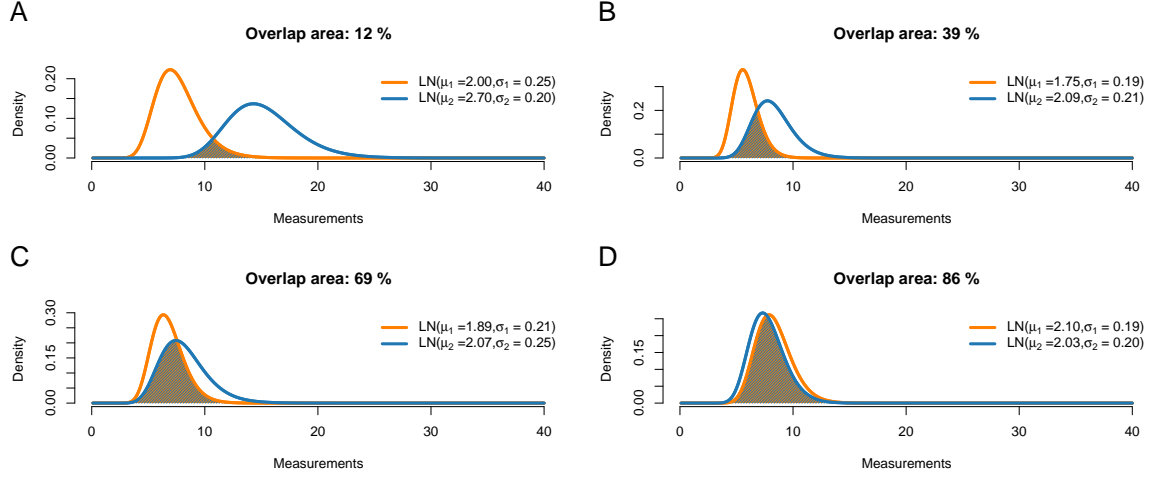 A
Overlap area: 12 %
Density
0.00 0.10 0.20
LN(μ₁ =2.00,σ₁ = 0.25)
LN(μ₂ =2.70,σ₂ = 0.20)
0 10 20 30 40
Measurements
B
Overlap area: 39 %
Density
0.0 0.2
LN(μ₁ =1.75,σ₁ = 0.19)
LN(μ₂ =2.09,σ₂ = 0.21)
0 10 20 30 40
Measurements
C
Overlap area: 69 %
Density
0.00 0.15 0.30
LN(μ₁ =1.89,σ₁ = 0.21)
LN(μ₂ =2.07,σ₂ = 0.25)
0 10 20 30 40
Measurements
D
Overlap area: 86 %
Density
0.00 0.15
LN(μ₁ =2.10,σ₁ = 0.19)
LN(μ₂ =2.03,σ₂ = 0.20)
0 10 20 30 40
Measurements